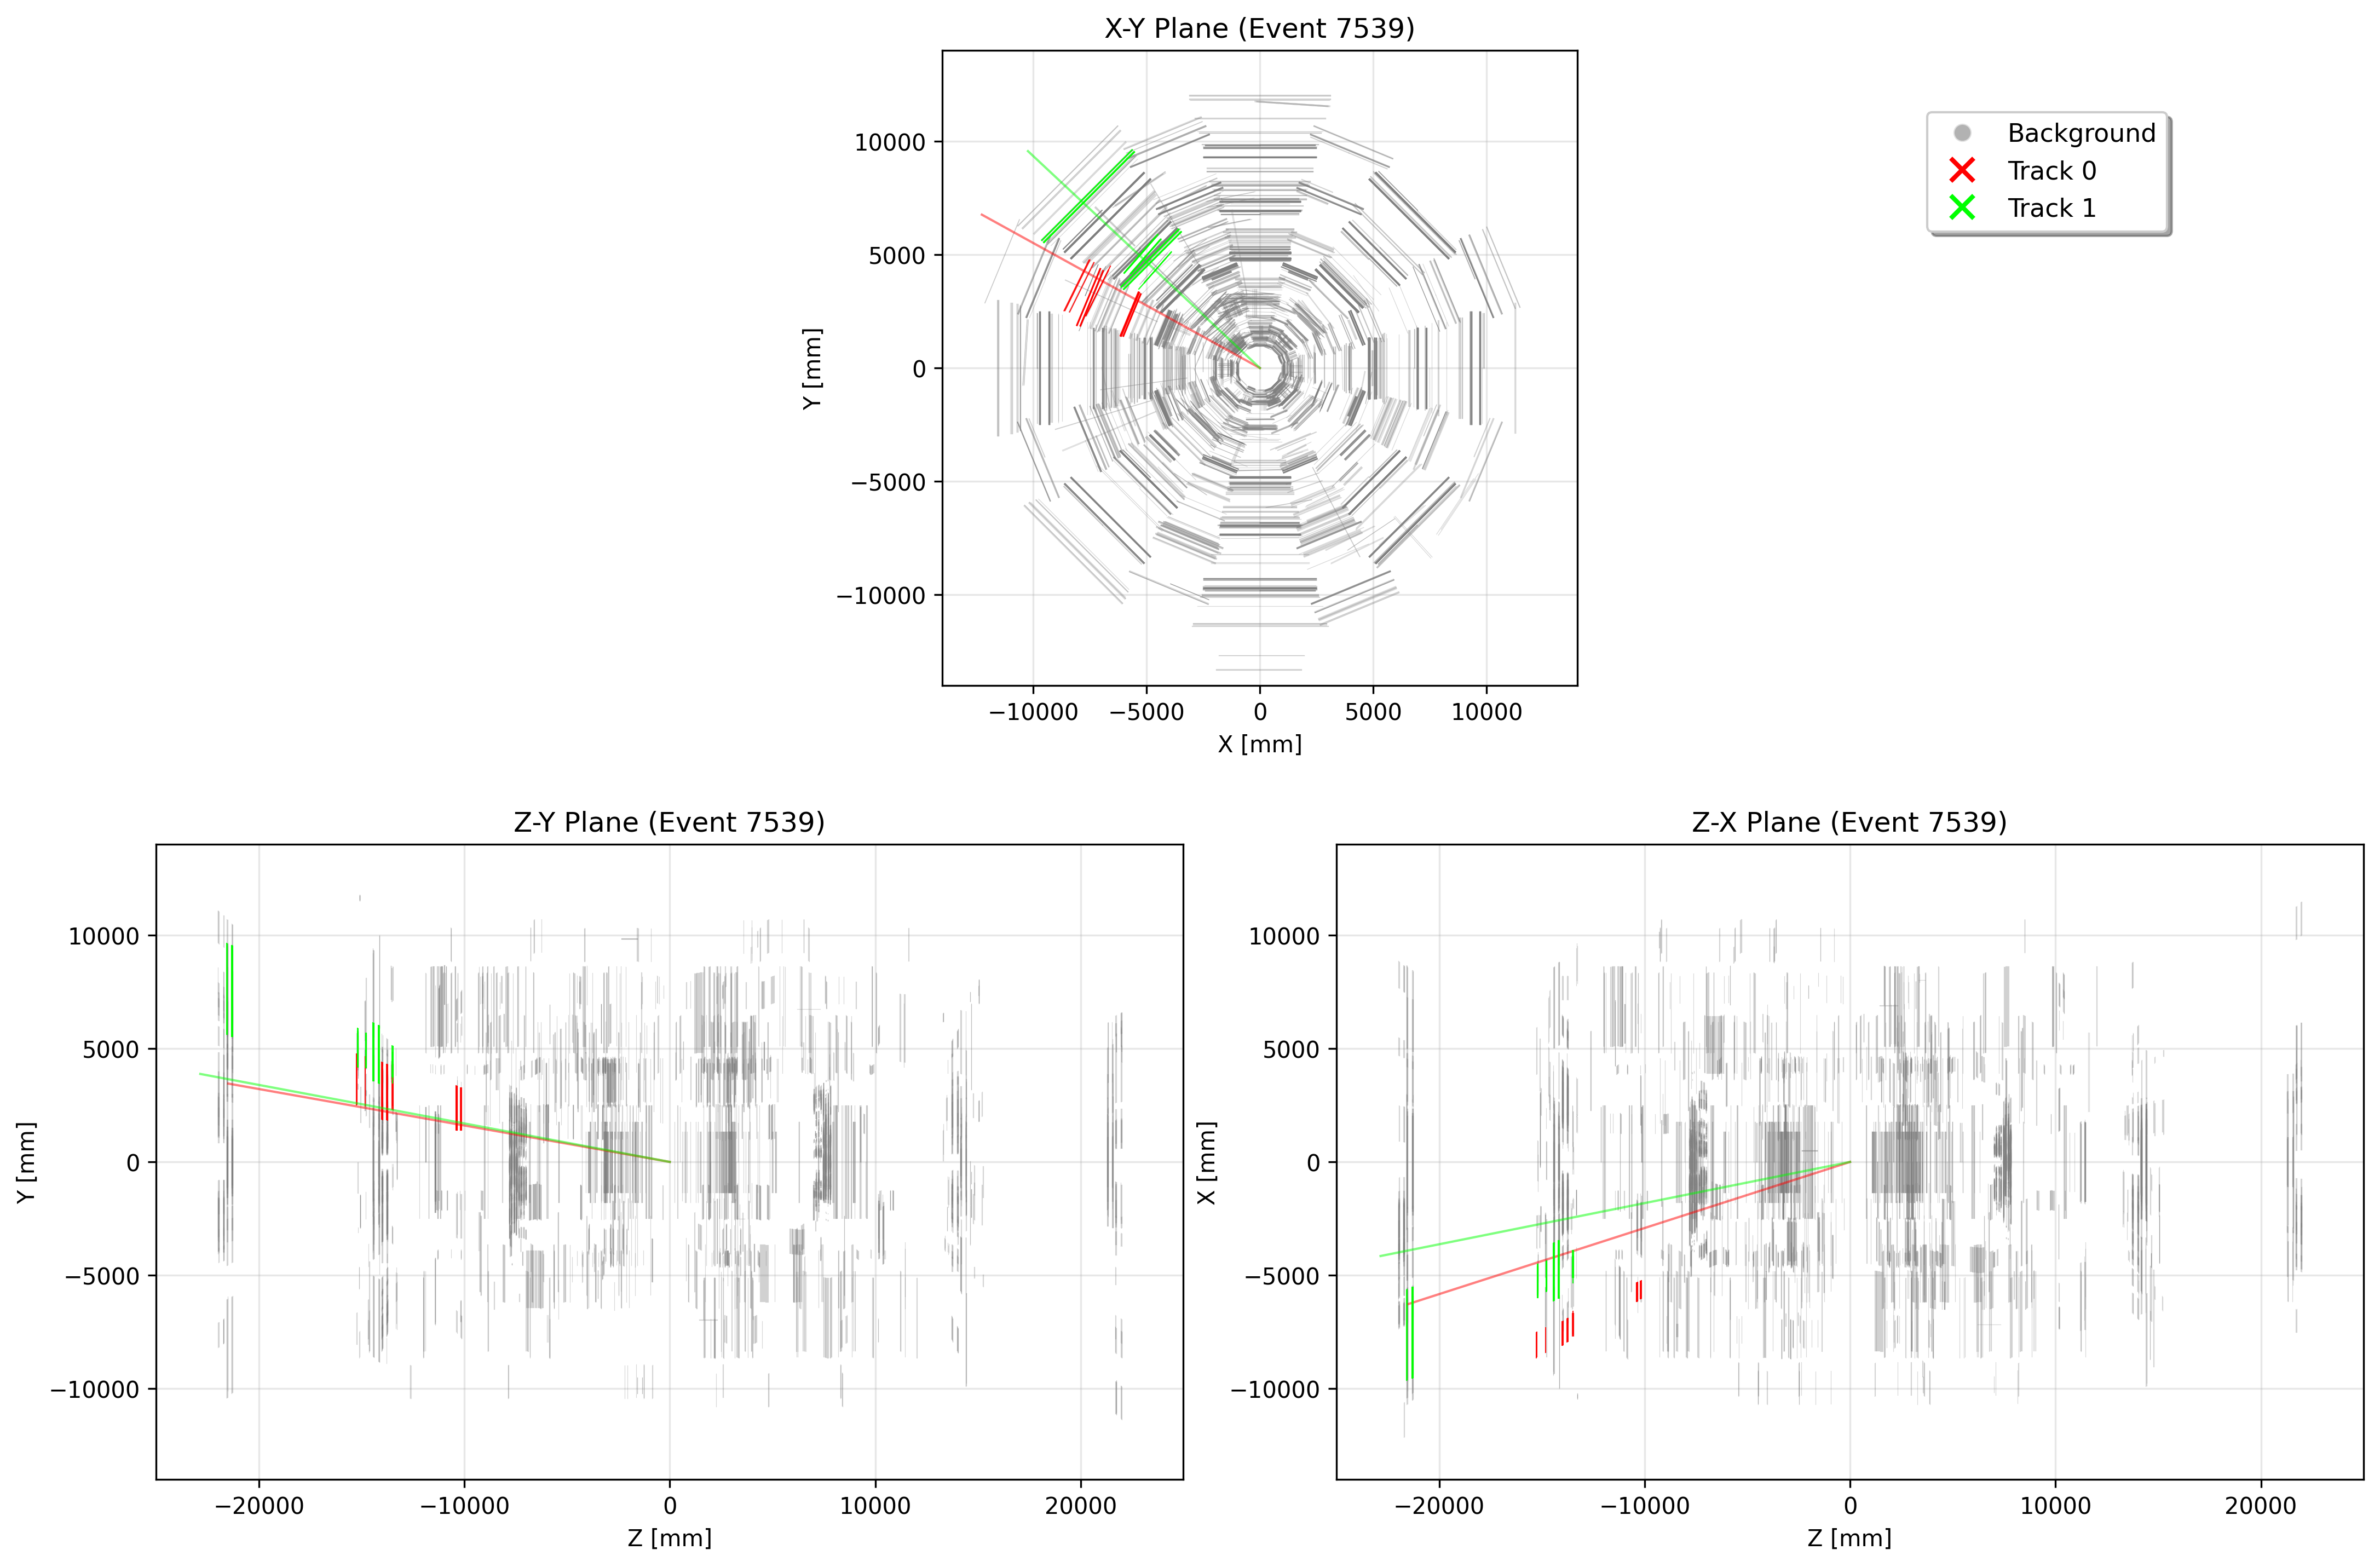 X-Y Plane (Event 7539)
Background
Track 0
Track 1
10000
5000
0
−5000
−10000
Y [mm]
−10000 −5000 0 5000 10000
X [mm]
Z-Y Plane (Event 7539)
10000
5000
0
−5000
−10000
Y [mm]
−20000 −10000 0 10000 20000
Z [mm]
Z-X Plane (Event 7539)
10000
5000
0
−5000
−10000
X [mm]
−20000 −10000 0 10000 20000
Z [mm]